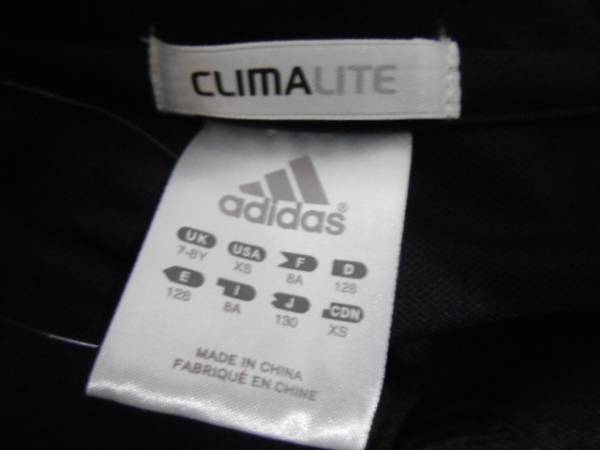 CLIMALITE
adidas
UK USA F D
7-8Y XS 8A 128
E I J CDN
128 8A 130 XS
MADE IN CHINA
FABRIQUÉ EN CHINE